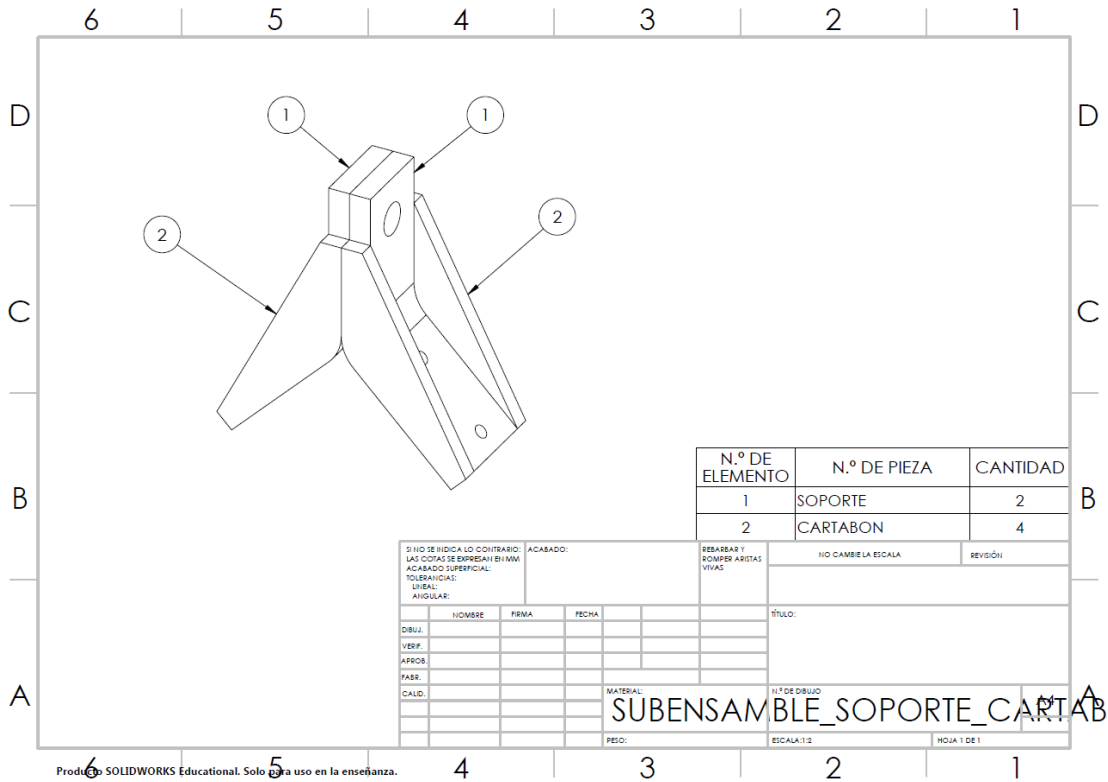 6 5 4 3 2 1
D D
1 1
2 2
C C
N.º DE ELEMENTO N.º DE PIEZA CANTIDAD
1 SOPORTE 2
2 CARTABON 4
B B
SI NO SE INDICA LO CONTRARIO:
LAS COTAS SE EXPRESAN EN MM
ACABADO SUPERFICIAL:
TOLERANCIAS:
LINEAL:
ANGULAR:
ACABADO:
REBARBAR Y
ROMPER ARISTAS
VIVAS
NO CAMBIE LA ESCALA
REVISIÓN
NOMBRE FIRMA FECHA
TÍTULO:
DIBUJ.
VERIF.
APROB.
FABR.
CALID.
MATERIAL:
N.º DE DIBUJO
A SUBENSAMBLE_SOPORTE_CARTAB A4 A
PESO:
ESCALA:1:2
HOJA 1 DE 1
6 5 4 3 2 1
Producto SOLIDWORKS Educational. Solo para uso en la enseñanza.